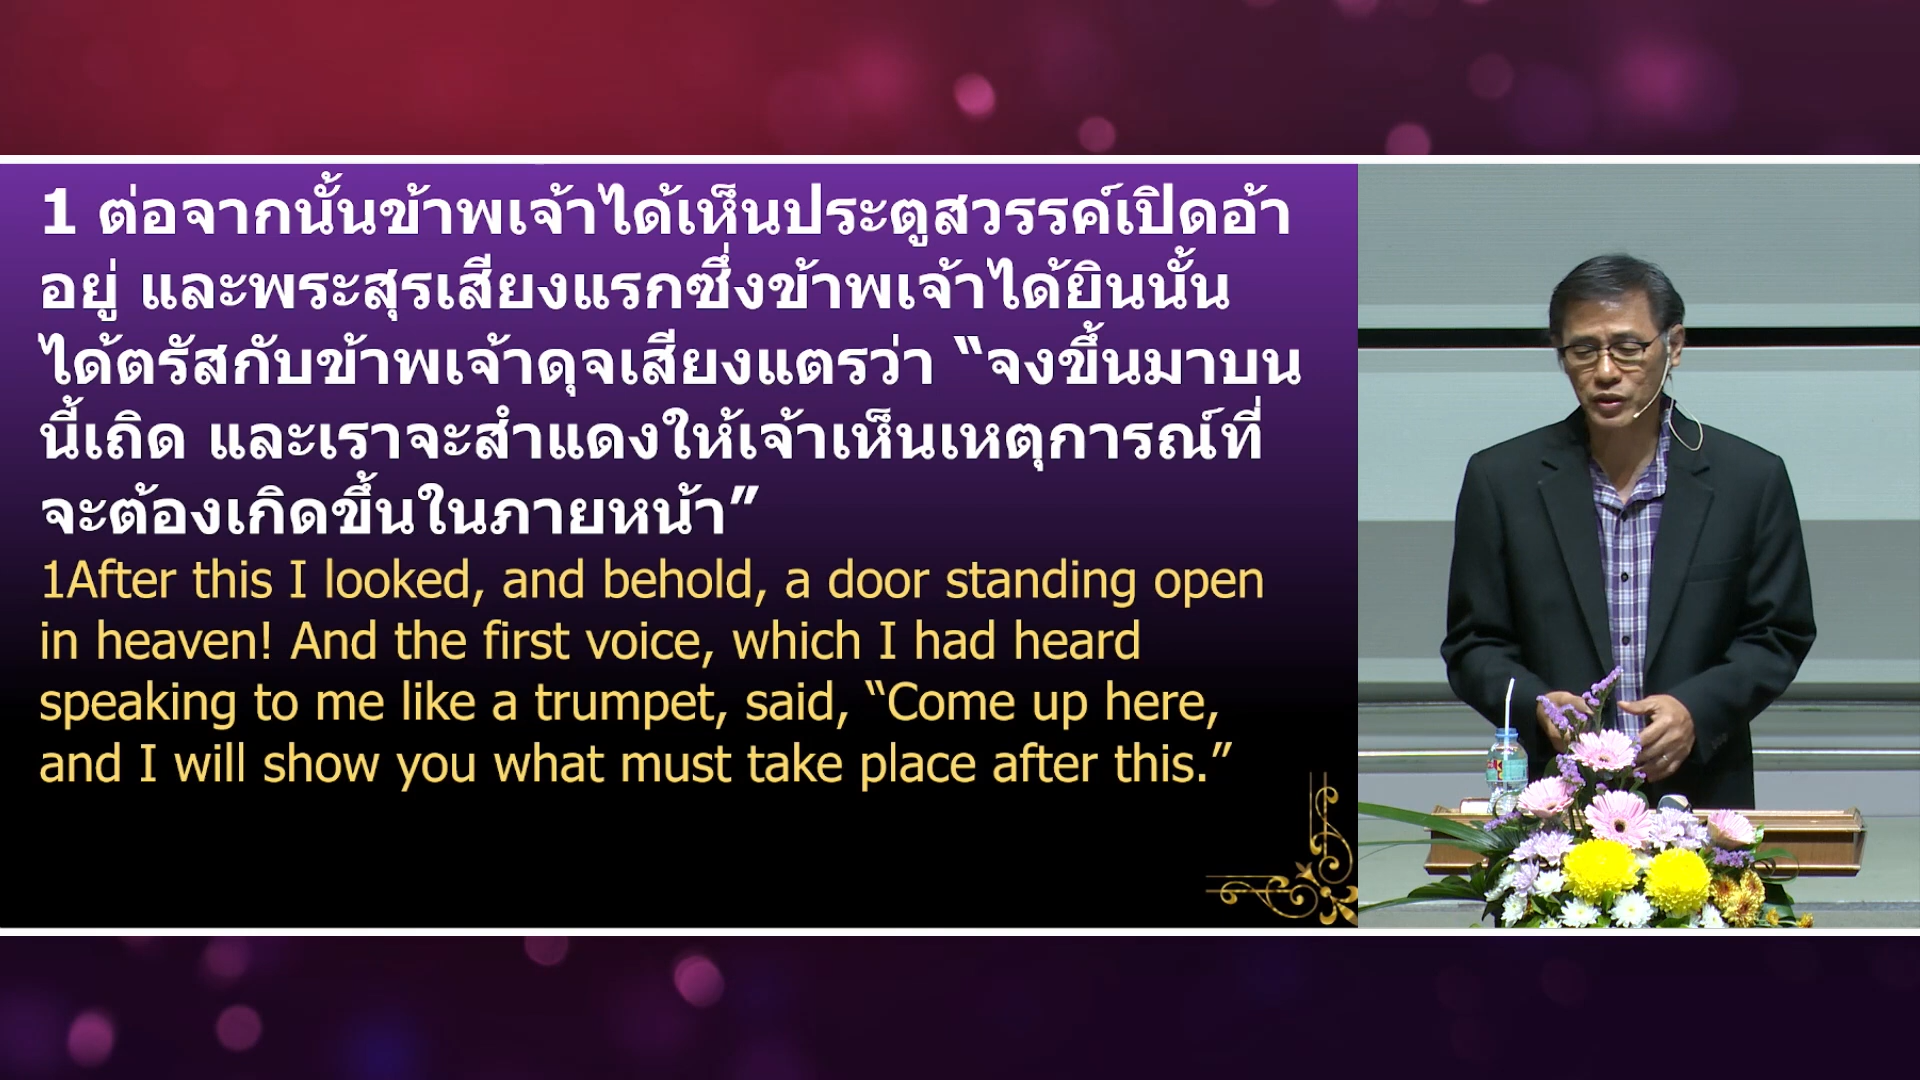 1 ต่อจากนั้นข้าพเจ้าได้เห็นประตูสวรรค์เปิดอ้า
อยู่ และพระสุรเสียงแรกซึ่งข้าพเจ้าได้ยินนั้น
ได้ตรัสกับข้าพเจ้าดุจเสียงแตรว่า “จงขึ้นมาบน
นี้เถิด และเราจะสำแดงให้เจ้าเห็นเหตุการณ์ที่
จะต้องเกิดขึ้นในภายหน้า”
1After this I looked, and behold, a door standing open
in heaven! And the first voice, which I had heard
speaking to me like a trumpet, said, “Come up here,
and I will show you what must take place after this.”